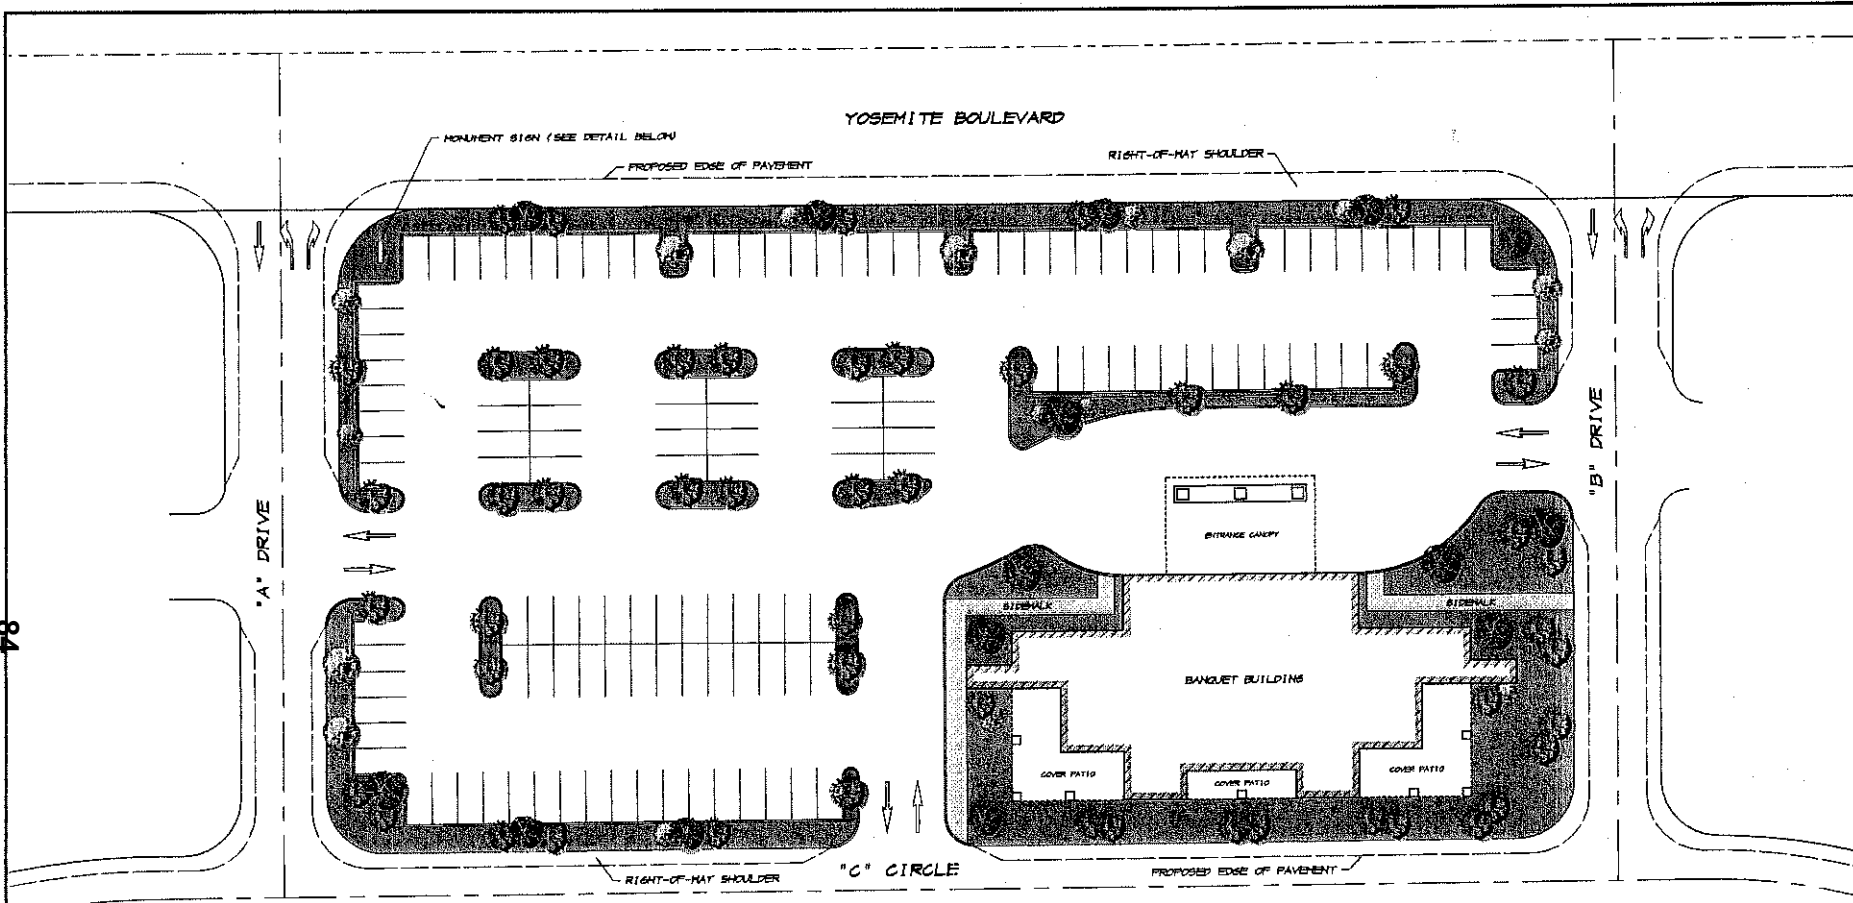 YOSEMITE BOULEVARD
MONUMENT SIGN (SEE DETAIL BELOW)
PROPOSED EDGE OF PAVEMENT
RIGHT-OF-WAY SHOULDER
"A" DRIVE
"B" DRIVE
ENTRANCE CANOPY
SIDEWALK
SIDEWALK
84
BANQUET BUILDING
COVER PATIO
COVER PATIO
COVER PATIO
"C" CIRCLE
RIGHT-OF-WAY SHOULDER
PROPOSED EDGE OF PAVEMENT